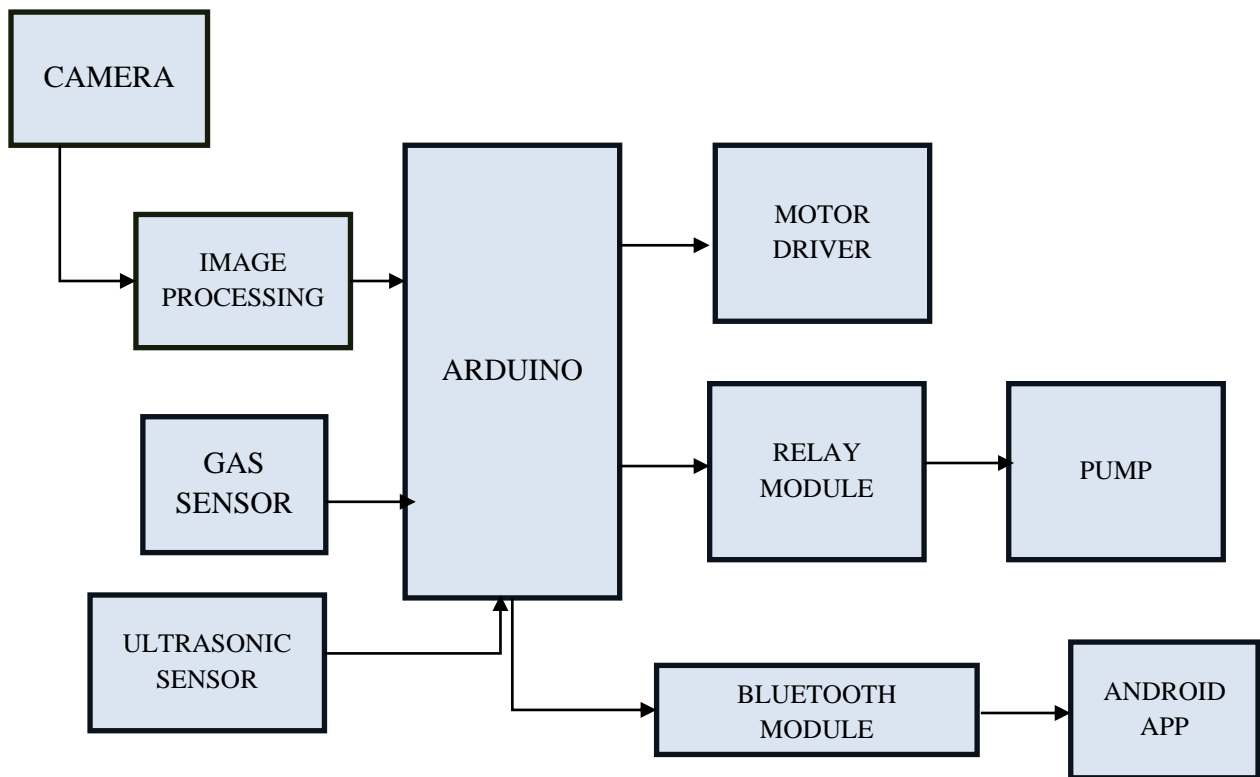 CAMERA
IMAGE
PROCESSING
ARDUINO
MOTOR
DRIVER
GAS
SENSOR
RELAY
MODULE
PUMP
ULTRASONIC
SENSOR
BLUETOOTH
MODULE
ANDROID
APP